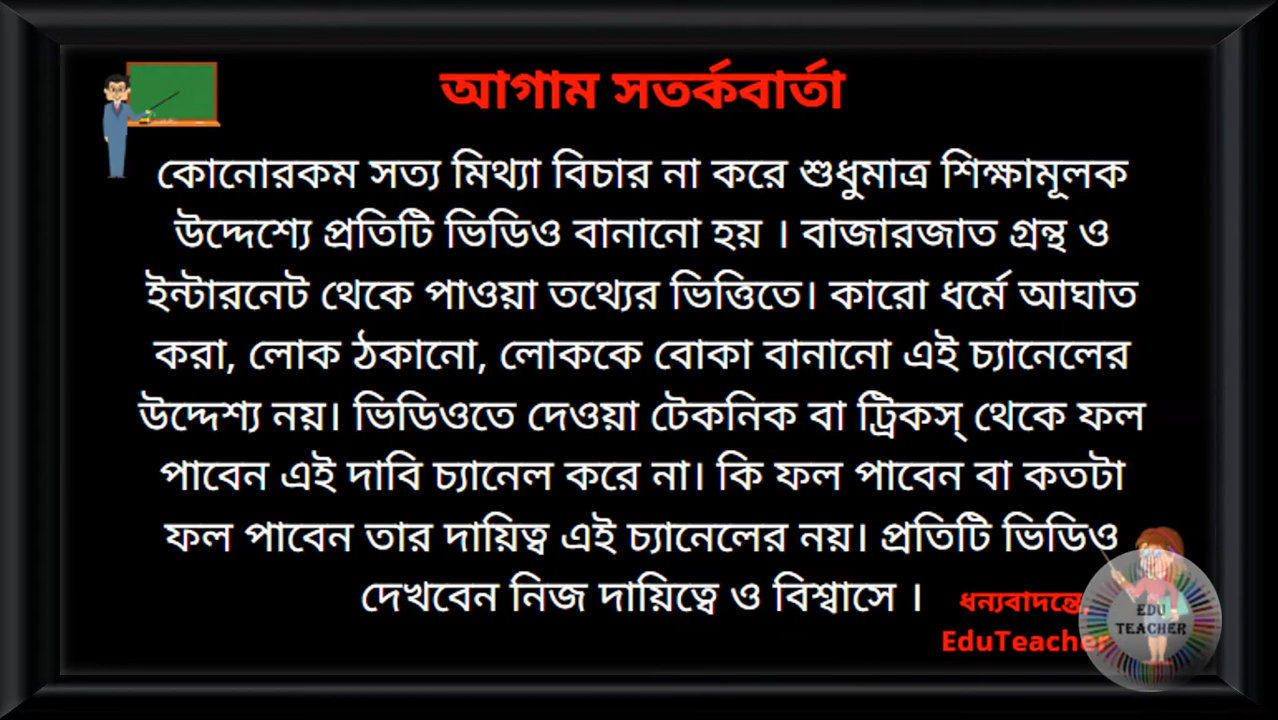 আগাম সতর্কবার্তা
কোনোরকম সত্য মিথ্যা বিচার না করে শুধুমাত্র শিক্ষামূলক
উদ্দেশ্যে প্রতিটি ভিডিও বানানো হয় । বাজারজাত গ্রন্থ ও
ইন্টারনেট থেকে পাওয়া তথ্যের ভিত্তিতে। কারো ধর্মে আঘাত
করা, লোক ঠকানো, লোককে বোকা বানানো এই চ্যানেলের
উদ্দেশ্য নয়। ভিডিওতে দেওয়া টেকনিক বা ট্রিকস্ থেকে ফল
পাবেন এই দাবি চ্যানেল করে না। কি ফল পাবেন বা কতটা
ফল পাবেন তার দায়িত্ব এই চ্যানেলের নয়। প্রতিটি ভিডিও
দেখবেন নিজ দায়িত্বে ও বিশ্বাসে ।
ধন্যবাদন্তে,
EduTeacher
EDU
TEACHER